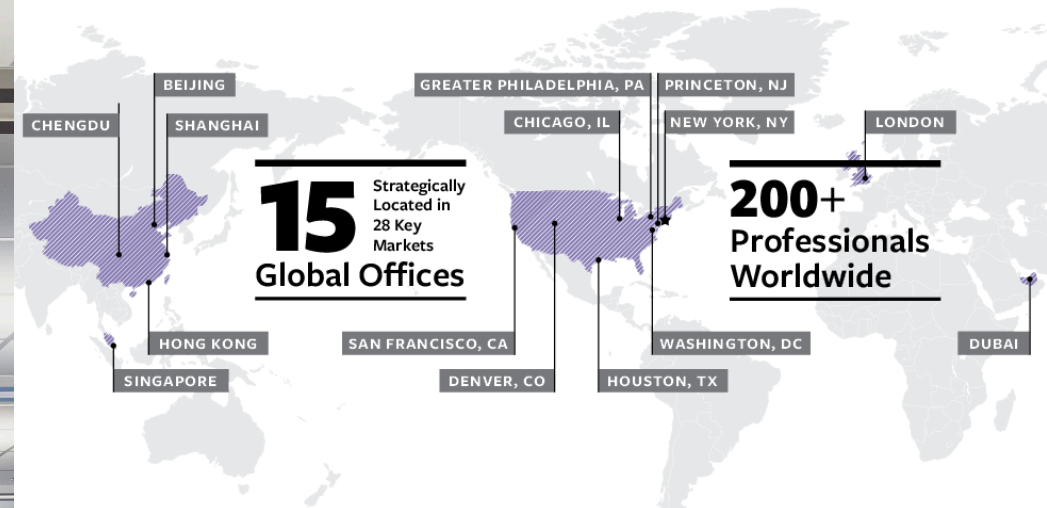 BEIJING
GREATER PHILADELPHIA, PA
PRINCETON, NJ
CHENGDU
SHANGHAI
CHICAGO, IL
NEW YORK, NY
LONDON
15
Strategically
Located in
28 Key
Markets
Global Offices
200+
Professionals
Worldwide
HONG KONG
SAN FRANCISCO, CA
WASHINGTON, DC
DUBAI
SINGAPORE
DENVER, CO
HOUSTON, TX